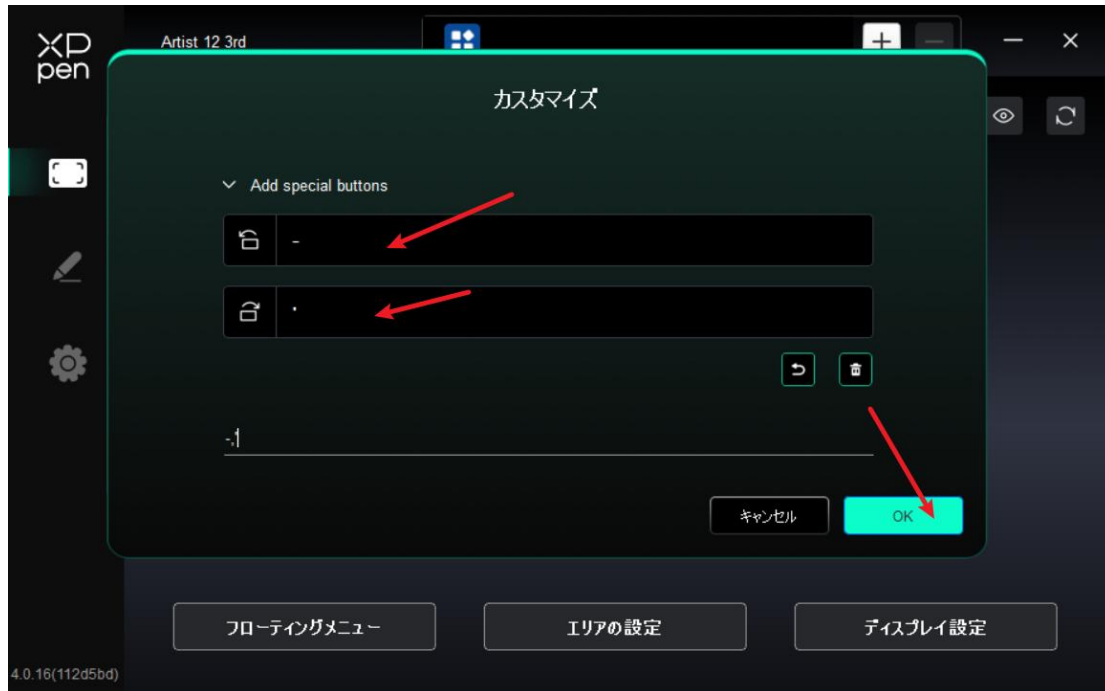 xp
pen
Artist 12 3rd
カスタマイズ
Add special buttons
-
.
-.
キャンセル
OK
フローティングメニュー
エリアの設定
ディスプレイ設定
4.0.16(112d5bd)